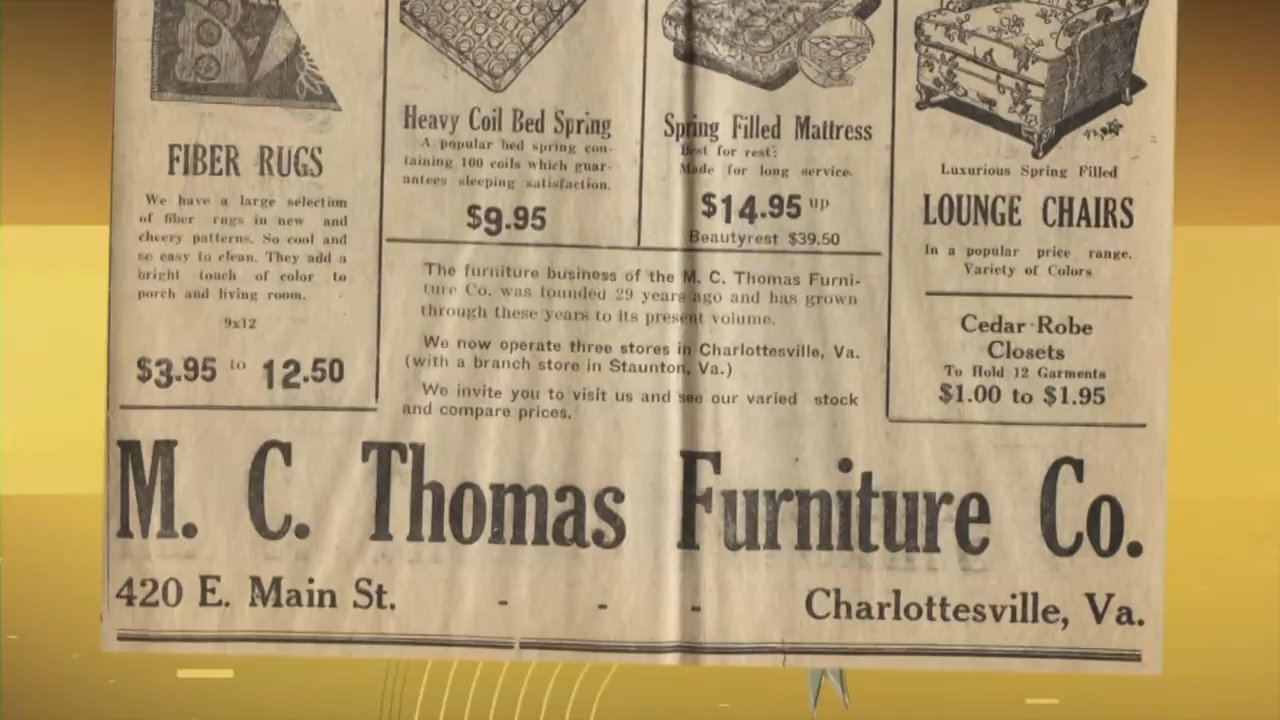 FIBER RUGS
We have a large selection
of fiber rugs in new and
cheery patterns. So cool and
so easy to clean. They add a
bright touch of color to
porch and living room.
9x12
$3.95 to 12.50
Heavy Coil Bed Spring
A popular bed spring con-
taining 100 coils which guar-
antees sleeping satisfaction.
$9.95
Spring Filled Mattress
Best for rest:
Made for long service.
$14.95 up
Beautyrest $39.50
Luxurious Spring Filled
LOUNGE CHAIRS
In a popular price range.
Variety of Colors
Cedar Robe
Closets
To Hold 12 Garments
$1.00 to $1.95
The furniture business of the M. C. Thomas Furni-
ture Co. was founded 29 years ago and has grown
through these years to its present volume.
We now operate three stores in Charlottesville, Va.
(with a branch store in Staunton, Va.)
We invite you to visit us and see our varied stock
and compare prices.
M. C. Thomas Furniture Co.
420 E. Main St. - - - Charlottesville, Va.